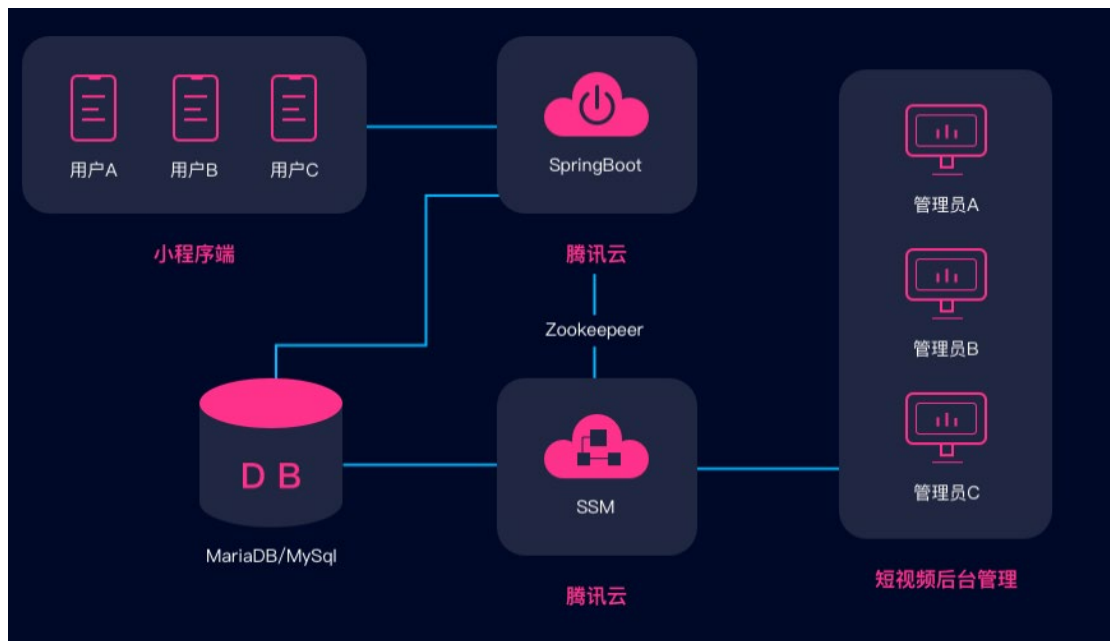 用户A
用户B
用户C
小程序端
SpringBoot
腾讯云
Zookeepeer
DB
MariaDB/MySql
SSM
腾讯云
管理员A
管理员B
管理员C
短视频后台管理